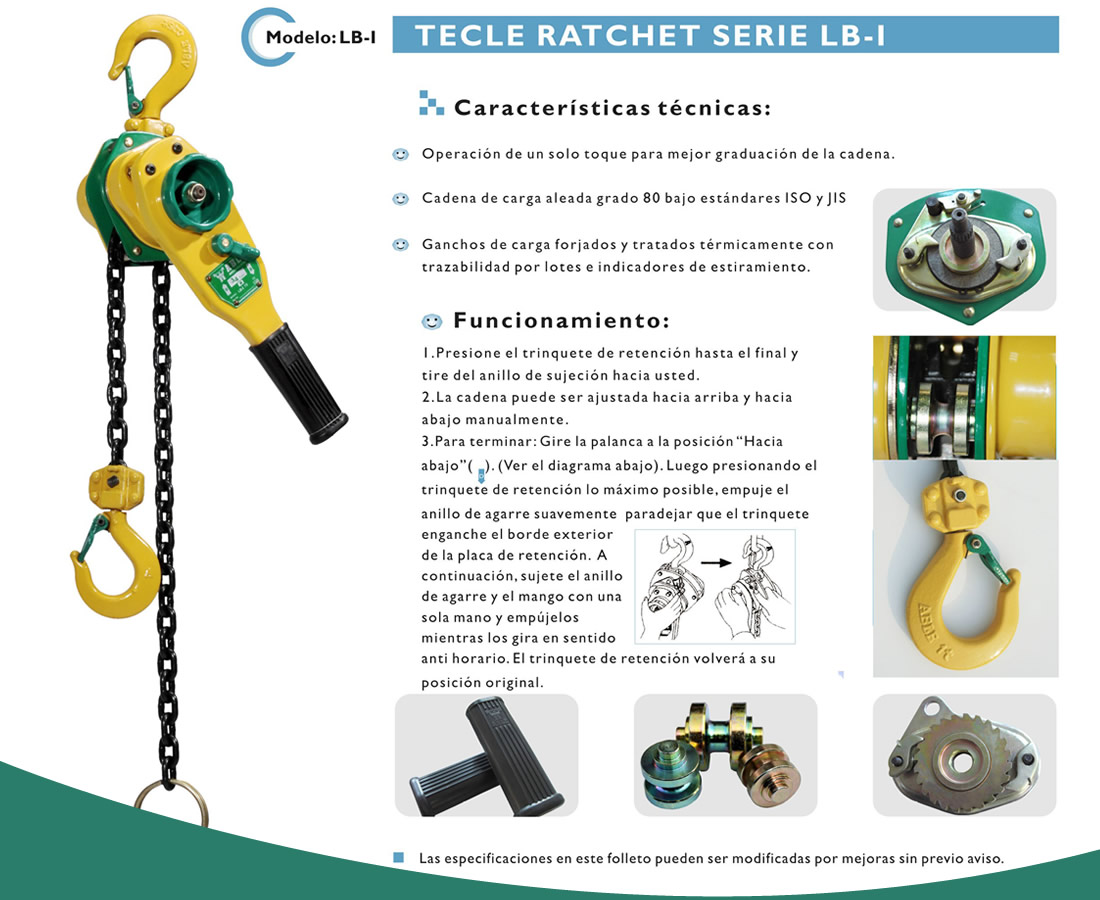 Modelo: LB-I
TECLE RATCHET SERIE LB-I
Características técnicas:
Operación de un solo toque para mejor graduación de la cadena.
Cadena de carga aleada grado 80 bajo estándares ISO y JIS
Ganchos de carga forjados y tratados térmicamente con
trazabilidad por lotes e indicadores de estiramiento.
Funcionamiento:
1.Presione el trinquete de retención hasta el final y
tire del anillo de sujeción hacia usted.
2.La cadena puede ser ajustada hacia arriba y hacia
abajo manualmente.
3.Para terminar: Gire la palanca a la posición “Hacia
abajo”( ). (Ver el diagrama abajo). Luego presionando el
trinquete de retención lo máximo posible, empuje el
anillo de agarre suavemente paradejar que el trinquete
enganche el borde exterior
de la placa de retención. A
continuación, sujete el anillo
de agarre y el mango con una
sola mano y empújelos
mientras los gira en sentido
anti horario. El trinquete de retención volverá a su
posición original.
ABLE 1t
Las especificaciones en este folleto pueden ser modificadas por mejoras sin previo aviso.